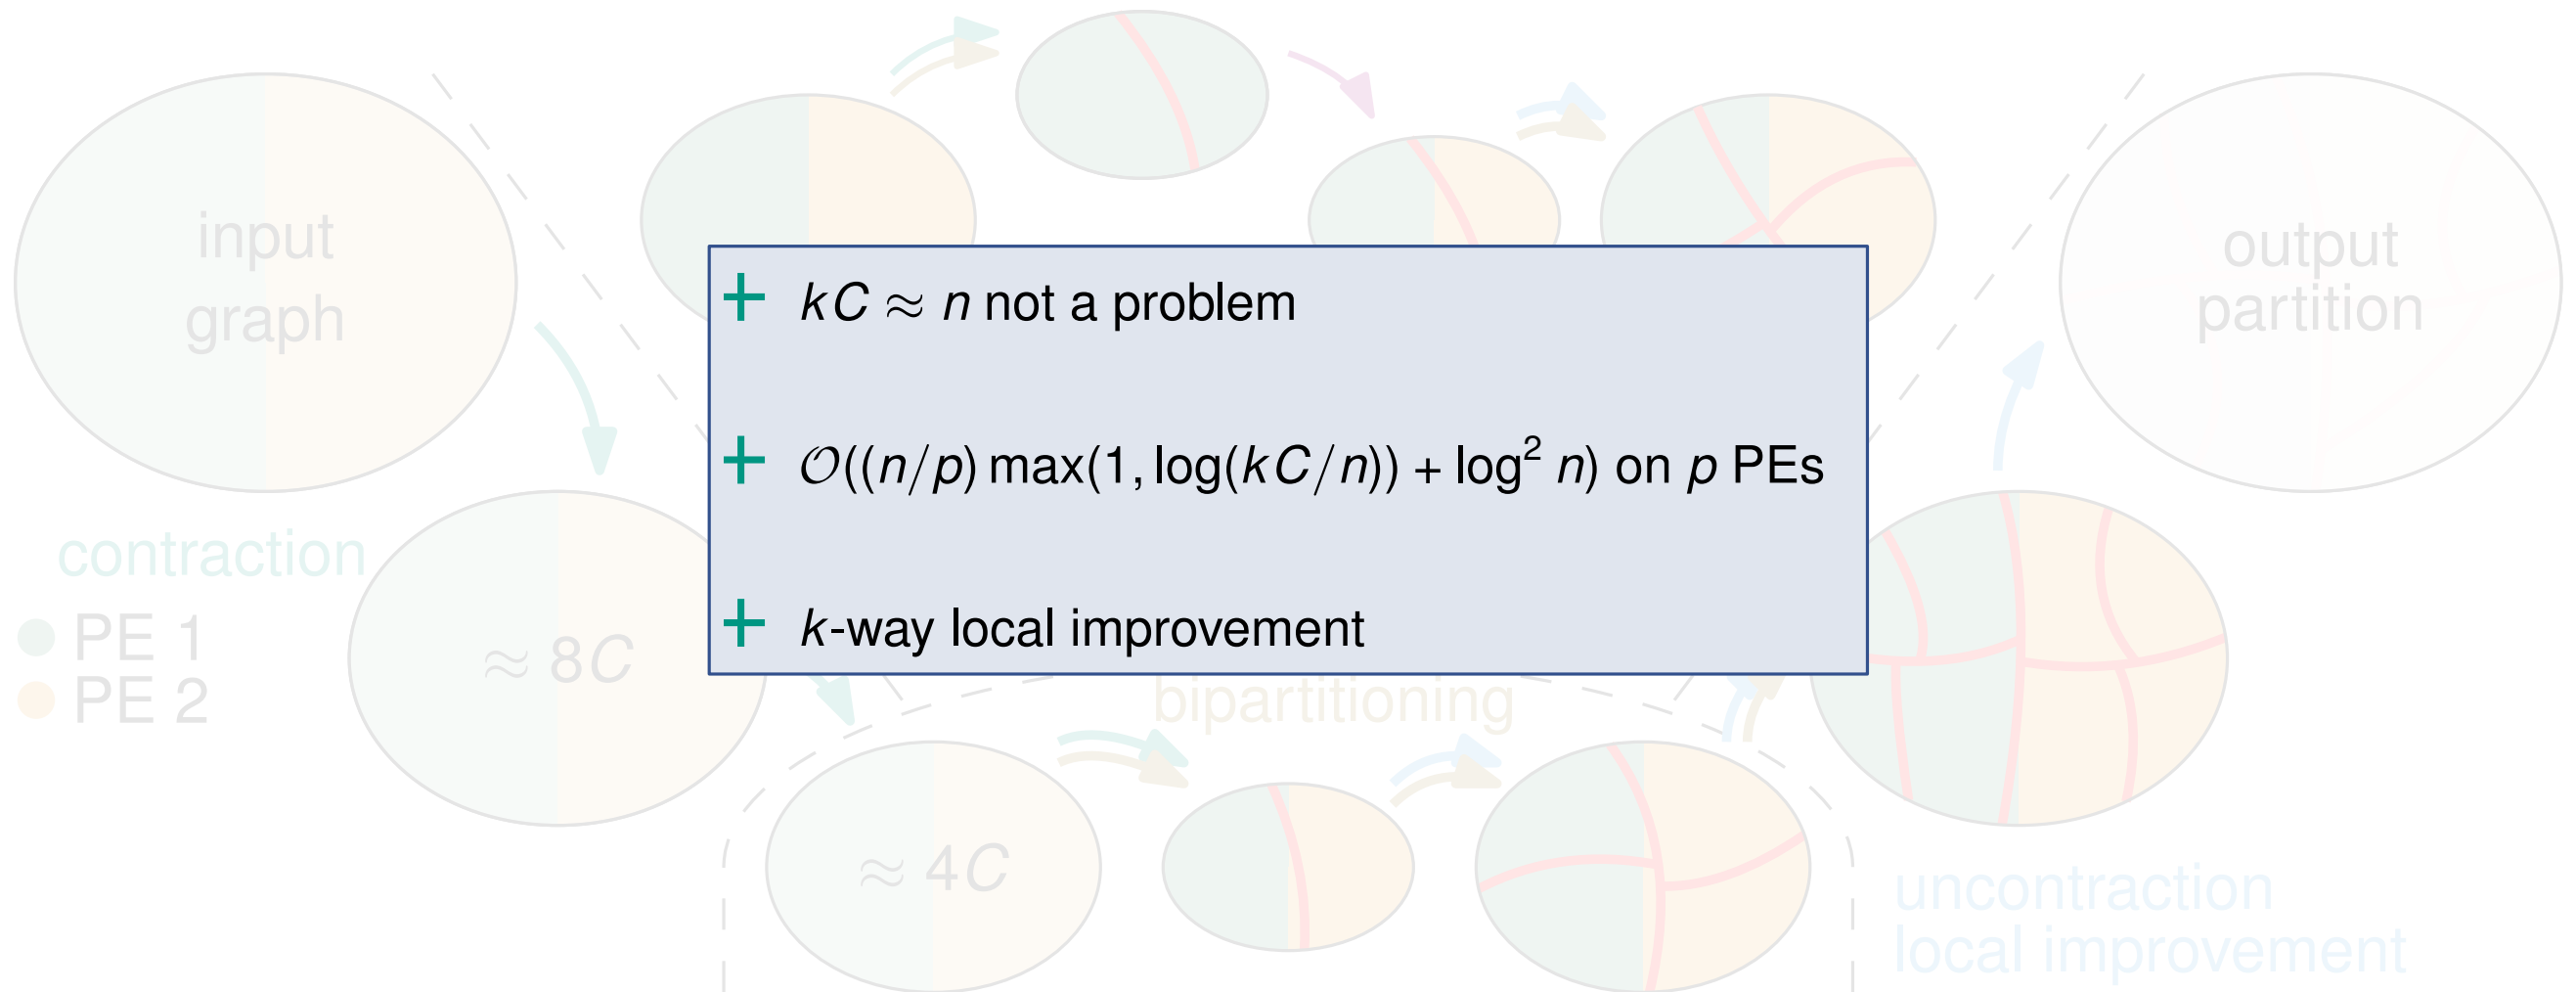 input
graph
output
partition
+ kC ≈ n not a problem
+ 𝒪((n/p) max(1, log(kC/n)) + log² n) on p PEs
+ k-way local improvement
contraction
PE 1
PE 2
≈ 8C
bipartitioning
≈ 4C
uncontraction
local improvement